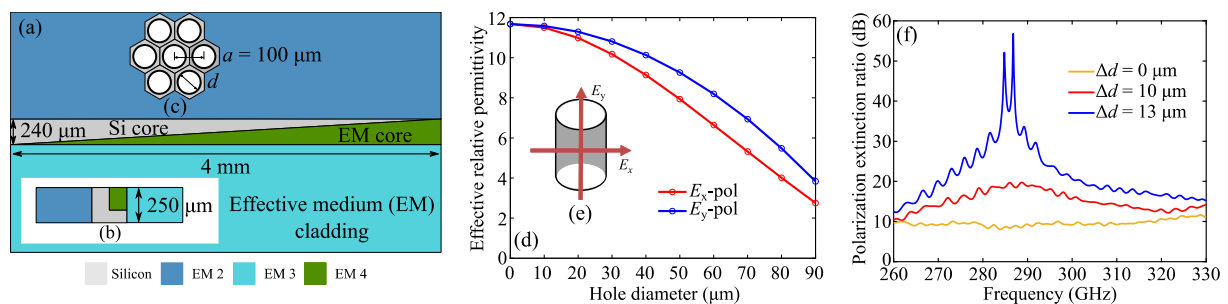 (a)
a = 100 μm
d
(c)
240 μm
Si core
EM core
4 mm
250 μm
(b)
Effective medium (EM)
cladding
Silicon
EM 2
EM 3
EM 4
Effective relative permittivity
12
10
8
6
4
2
0
0 10 20 30 40 50 60 70 80 90
Hole diameter (μm)
Ey
Ex
(e)
(d)
Ex-pol
Ey-pol
Polarization extinction ratio (dB)
60
50
40
30
20
10
0
260 270 280 290 300 310 320 330
Frequency (GHz)
(f)
Δd = 0 μm
Δd = 10 μm
Δd = 13 μm